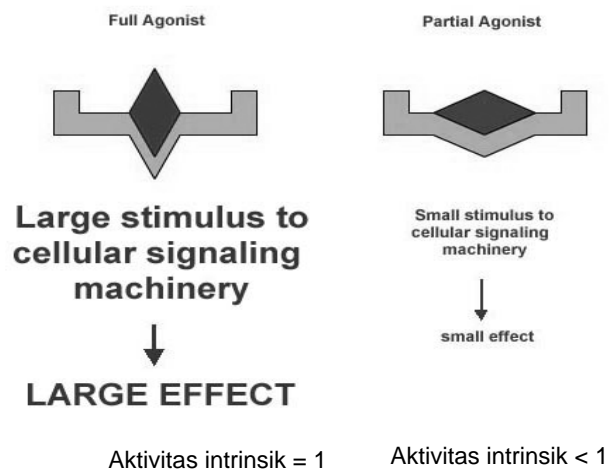 Full Agonist
Large stimulus to
cellular signaling
machinery
LARGE EFFECT
Aktivitas intrinsik = 1
Partial Agonist
Small stimulus to
cellular signaling
machinery
small effect
Aktivitas intrinsik < 1